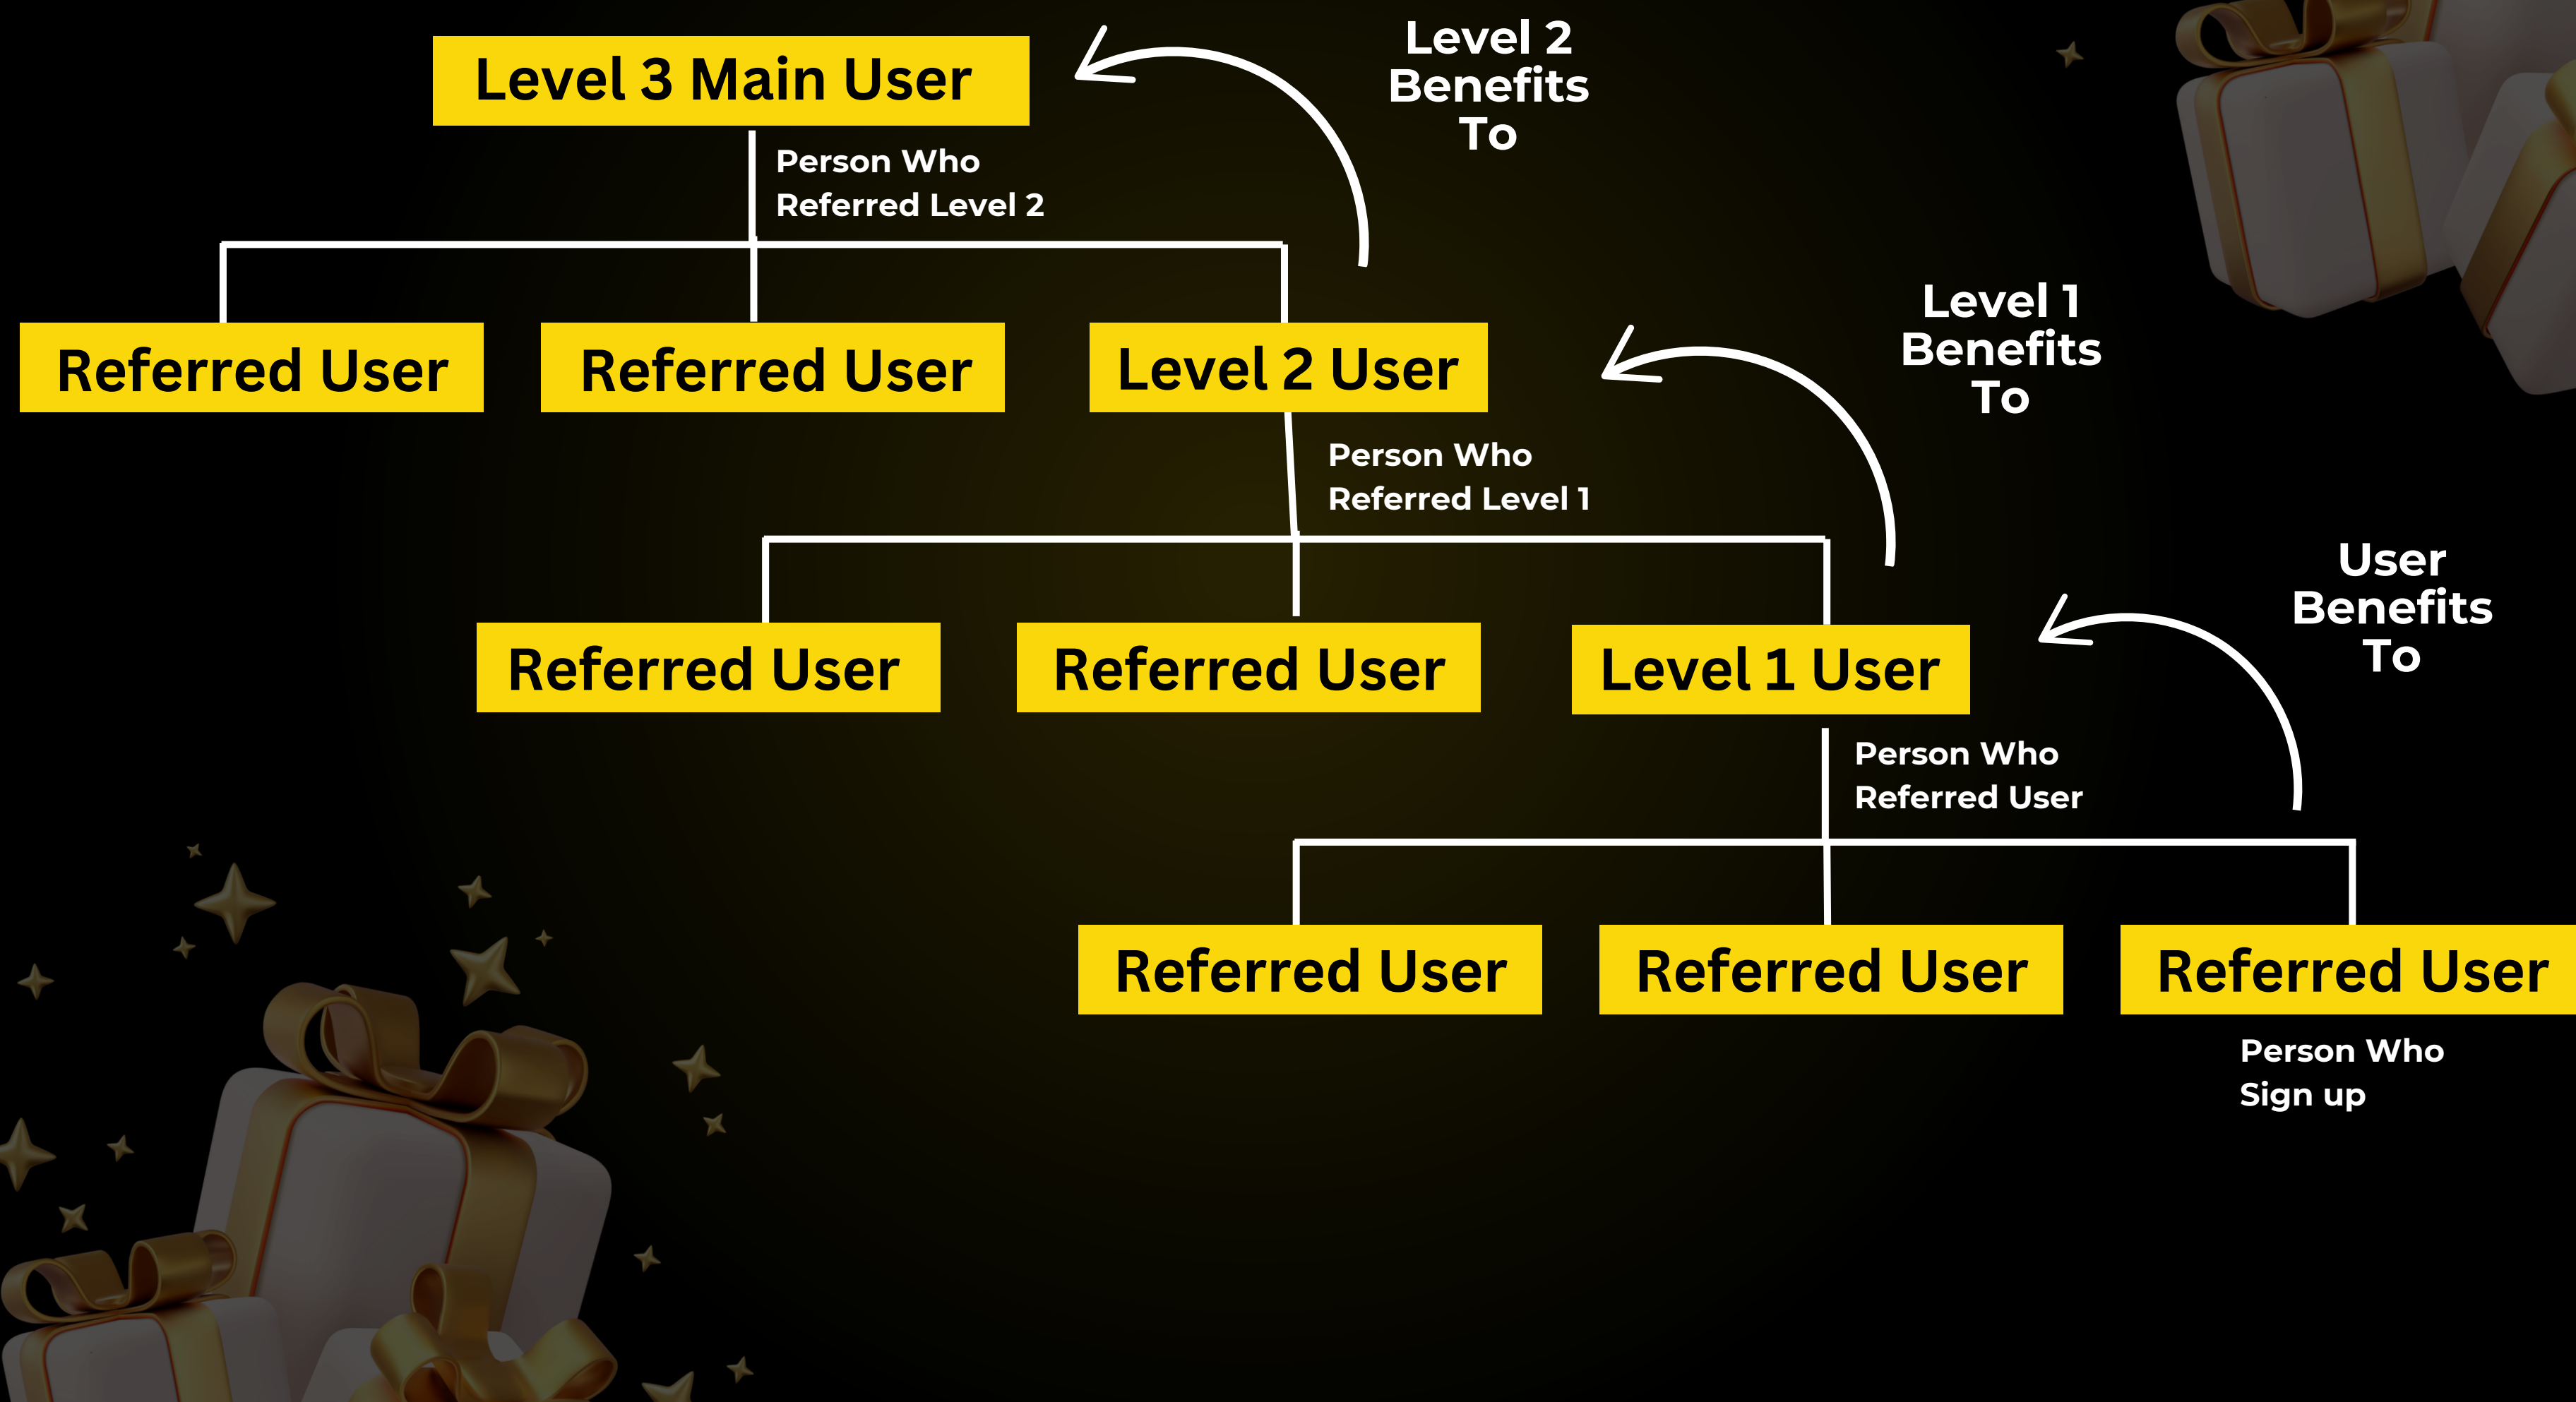 Level 3 Main User
Level 2
Benefits
To
Person Who
Referred Level 2
Referred User
Referred User
Level 2 User
Level 1
Benefits
To
Person Who
Referred Level 1
Referred User
Referred User
Level 1 User
User
Benefits
To
Person Who
Referred User
Referred User
Referred User
Referred User
Person Who
Sign up